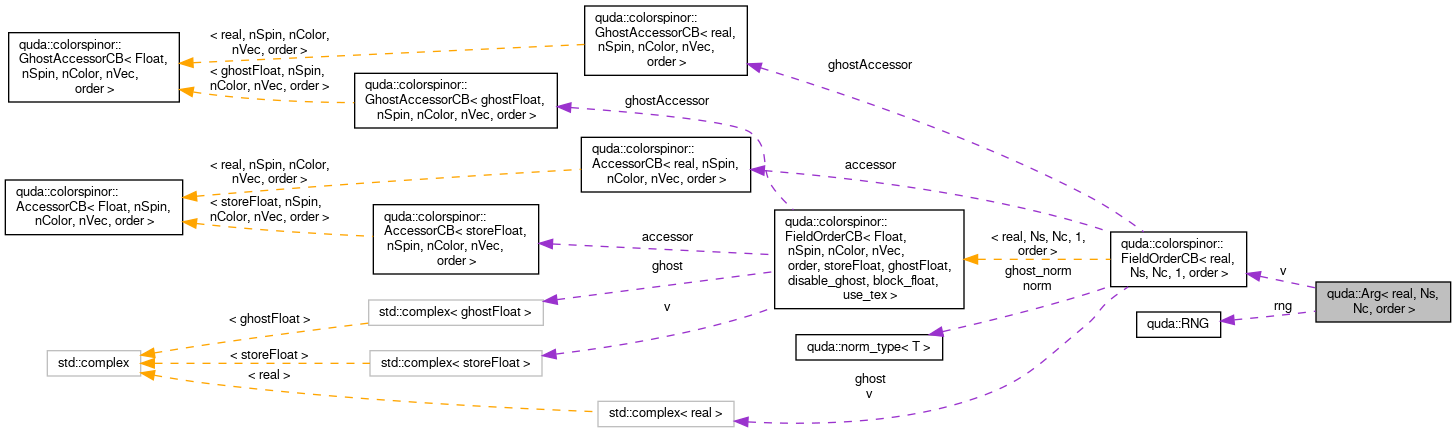 quda::colorspinor::
GhostAccessorCB< Float,
nSpin, nColor, nVec,
order >
< real, nSpin, nColor,
nVec, order >
< ghostFloat, nSpin,
nColor, nVec, order >
quda::colorspinor::
GhostAccessorCB< real,
nSpin, nColor, nVec,
order >
quda::colorspinor::
GhostAccessorCB< ghostFloat,
nSpin, nColor, nVec, order >
ghostAccessor
ghostAccessor
quda::colorspinor::
AccessorCB< Float, nSpin,
nColor, nVec, order >
< real, nSpin, nColor,
nVec, order >
< storeFloat, nSpin,
nColor, nVec, order >
quda::colorspinor::
AccessorCB< real, nSpin,
nColor, nVec, order >
accessor
quda::colorspinor::
AccessorCB< storeFloat,
nSpin, nColor, nVec,
order >
accessor
ghost
v
quda::colorspinor::
FieldOrderCB< Float,
nSpin, nColor, nVec,
order, storeFloat, ghostFloat,
disable_ghost, block_float,
use_tex >
< real, Ns, Nc, 1,
order >
ghost_norm
norm
quda::colorspinor::
FieldOrderCB< real,
Ns, Nc, 1, order >
v
rng
quda::Arg< real, Ns,
Nc, order >
quda::RNG
std::complex< ghostFloat >
< ghostFloat >
std::complex
< storeFloat >
std::complex< storeFloat >
< real >
std::complex< real >
quda::norm_type< T >
ghost
v